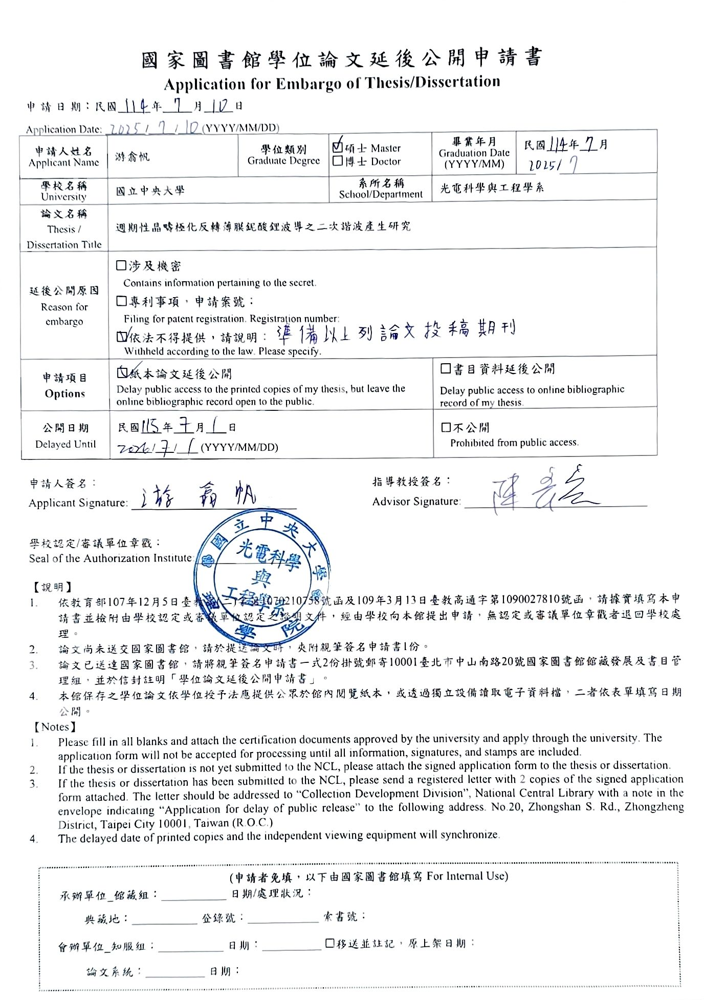 國家圖書館學位論文延後公開申請書
Application for Embargo of Thesis/Dissertation
申請日期：民國114年7月10日
Application Date: 2025/7/10(YYYY/MM/DD)
申請人姓名
Applicant Name
游翕帆
學位類別
Graduate Degree
碩士 Master
博士 Doctor
畢業年月
Graduation Date
(YYYY/MM)
民國114年7月
2025/7
學校名稱
University
國立中央大學
系所名稱
School/Department
光電科學與工程學系
論文名稱
Thesis /
Dissertation Title
週期性晶疇極化反轉薄膜鈮酸鋰波導之二次諧波產生研究
延後公開原因
Reason for
embargo
涉及機密
Contains information pertaining to the secret.
專利事項，申請案號：
Filing for patent registration. Registration number:
依法不得提供，請說明：準備以上列論文投稿期刊
Withheld according to the law. Please specify.
申請項目
Options
紙本論文延後公開
Delay public access to the printed copies of my thesis, but leave the
online bibliographic record open to the public.
書目資料延後公開
Delay public access to online bibliographic
record of my thesis.
公開日期
Delayed Until
民國115年7月1日
2026/7/1(YYYY/MM/DD)
不公開
Prohibited from public access.
申請人簽名：
Applicant Signature: 游翕帆
指導教授簽名：
Advisor Signature: 陳
學校認定/審議單位章戳：
Seal of the Authorization Institute:
國立中央大學
光電科學
與
工程學系
理學院
【說明】
1. 依教育部107年12月5日臺教(二)字第1070210758號函及109年3月13日臺教高通字第1090027810號函，請據實填寫本申
請書並檢附由學校認定或審議單位認定之證明文件，經由學校向本館提出申請，無認定或審議單位章戳者退回學校處
理。
2. 論文尚未送交國家圖書館，請於提送論文時，夾附親筆簽名申請書1份。
3. 論文已送達國家圖書館，請將親筆簽名申請書一式2份掛號郵寄10001臺北市中山南路20號國家圖書館館藏發展及書目管
理組，並於信封註明「學位論文延後公開申請書」。
4. 本館保存之學位論文依學位授予法應提供公眾於館內閱覽紙本，或透過獨立設備讀取電子資料檔，二者依表單填寫日期
公開。
【Notes】
1. Please fill in all blanks and attach the certification documents approved by the university and apply through the university. The
application form will not be accepted for processing until all information, signatures, and stamps are included.
2. If the thesis or dissertation is not yet submitted to the NCL, please attach the signed application form to the thesis or dissertation.
3. If the thesis or dissertation has been submitted to the NCL, please send a registered letter with 2 copies of the signed application
form attached. The letter should be addressed to “Collection Development Division”, National Central Library with a note in the
envelope indicating “Application for delay of public release” to the following address. No.20, Zhongshan S. Rd., Zhongzheng
District, Taipei City 10001, Taiwan (R.O.C.)
4. The delayed date of printed copies and the independent viewing equipment will synchronize.
(申請者免填，以下由國家圖書館填寫 For Internal Use)
承辦單位_館藏組： 日期/處理狀況：
典藏地： 登錄號： 索書號：
會辦單位_知服組： 日期： 移送並註記，原上架日期：
論文系統： 日期：